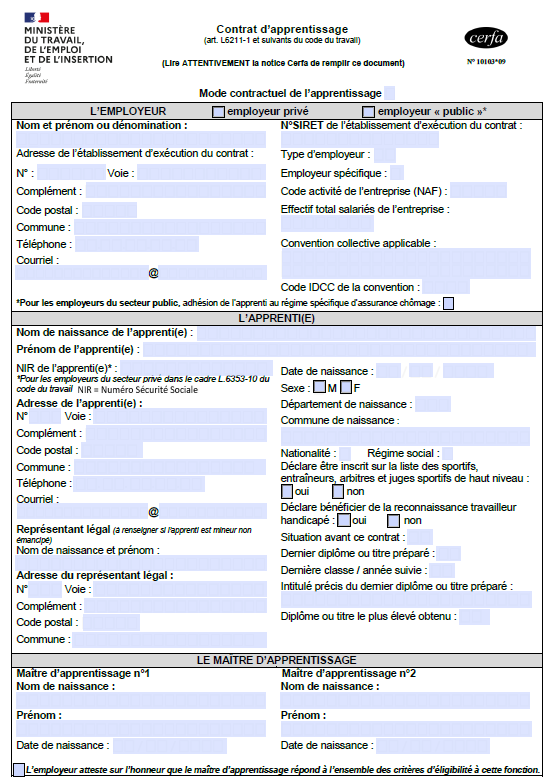 MINISTÈRE
DU TRAVAIL,
DE L'EMPLOI
ET DE L'INSERTION
Liberté
Égalité
Fraternité
Contrat d'apprentissage
(art. L6211-1 et suivants du code du travail)
(Lire ATTENTIVEMENT la notice Cerfa de remplir ce document)
cerfa
N° 10103*09
Mode contractuel de l'apprentissage
L'EMPLOYEUR employeur privé employeur « public »*
Nom et prénom ou dénomination :
Adresse de l'établissement d'exécution du contrat :
N° : Voie :
Complément :
Code postal :
Commune :
Téléphone :
Courriel :
@
N°SIRET de l'établissement d'exécution du contrat :
Type d'employeur :
Employeur spécifique :
Code activité de l'entreprise (NAF) :
Effectif total salariés de l'entreprise :
Convention collective applicable :
Code IDCC de la convention :
*Pour les employeurs du secteur public, adhésion de l'apprenti au régime spécifique d'assurance chômage :
L'APPRENTI(E)
Nom de naissance de l'apprenti(e) :
Prénom de l'apprenti(e) :
NIR de l'apprenti(e)* :
*Pour les employeurs du secteur privé dans le cadre L.6353-10 du
code du travail NIR = Numéro Sécurité Sociale
Adresse de l'apprenti(e) :
N° Voie :
Complément :
Code postal :
Commune :
Téléphone :
Courriel :
@
Représentant légal (à renseigner si l'apprenti est mineur non
émancipé)
Nom de naissance et prénom :
Adresse du représentant légal :
N° Voie :
Complément :
Code postal :
Commune :
Date de naissance : / /
Sexe : M F
Département de naissance :
Commune de naissance :
Nationalité : Régime social :
Déclare être inscrit sur la liste des sportifs,
entraîneurs, arbitres et juges sportifs de haut niveau :
oui non
Déclare bénéficier de la reconnaissance travailleur
handicapé : oui non
Situation avant ce contrat :
Dernier diplôme ou titre préparé :
Dernière classe / année suivie :
Intitulé précis du dernier diplôme ou titre préparé :
Diplôme ou titre le plus élevé obtenu :
LE MAÎTRE D'APPRENTISSAGE
Maître d'apprentissage n°1
Nom de naissance :
Prénom :
Date de naissance :
Maître d'apprentissage n°2
Nom de naissance :
Prénom :
Date de naissance :
L'employeur atteste sur l'honneur que le maître d'apprentissage répond à l'ensemble des critères d'éligibilité à cette fonction.